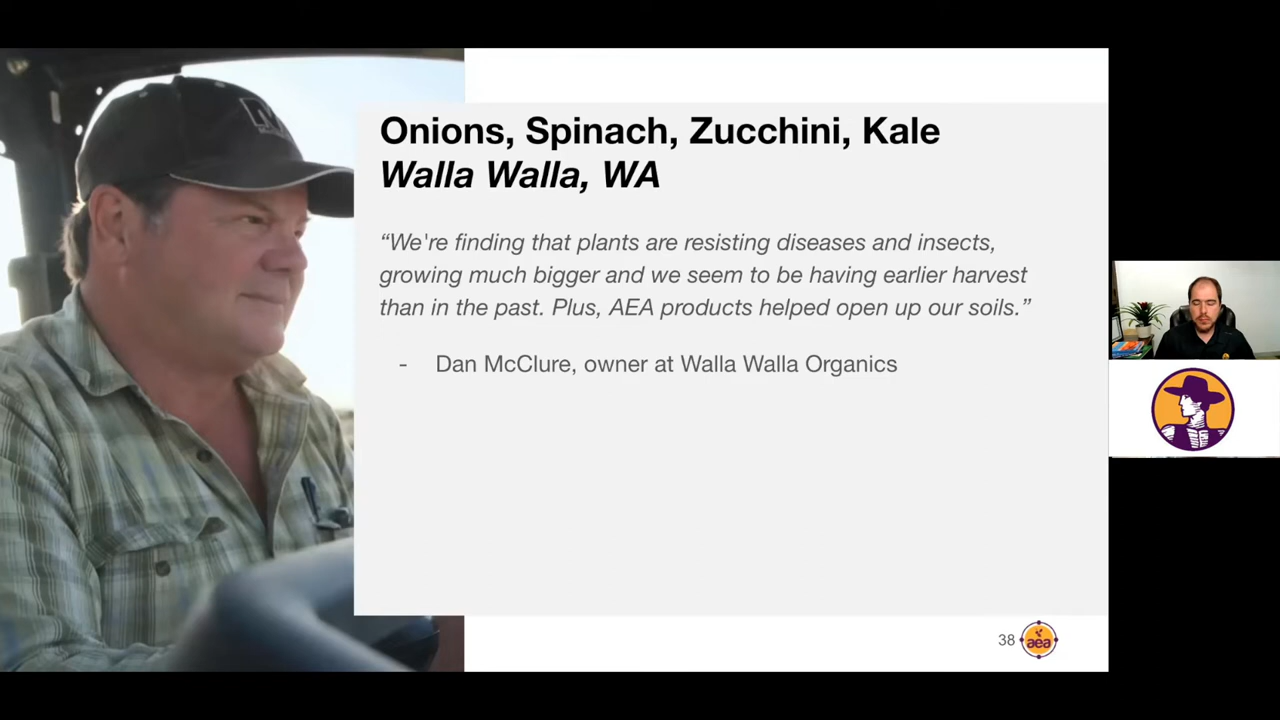 Onions, Spinach, Zucchini, Kale
Walla Walla, WA
“We're finding that plants are resisting diseases and insects,
growing much bigger and we seem to be having earlier harvest
than in the past. Plus, AEA products helped open up our soils.”
- Dan McClure, owner at Walla Walla Organics
38
aea